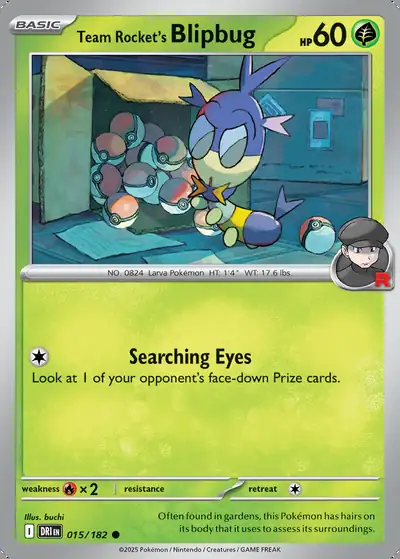 BASIC
Team Rocket's Blipbug
HP 60
NO. 0824 Larva Pokémon HT: 1'4" WT: 17.6 lbs.
R
Searching Eyes
Look at 1 of your opponent's face-down Prize cards.
weakness × 2 resistance retreat
Illus. buchi
I DRI EN 015/182
Often found in gardens, this Pokémon has hairs on
its body that it uses to assess its surroundings.
©2025 Pokémon / Nintendo / Creatures / GAME FREAK